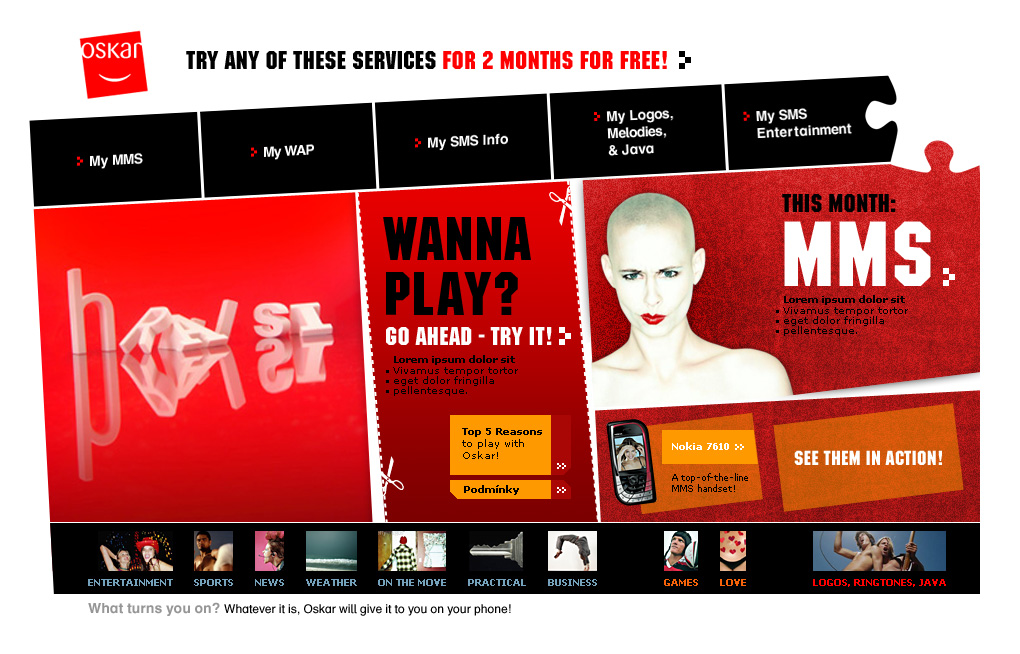 OSKAR
TRY ANY OF THESE SERVICES FOR 2 MONTHS FOR FREE!
My MMS
My WAP
My SMS Info
My Logos,
Melodies,
& Java
My SMS
Entertainment
WANNA
PLAY?
GO AHEAD - TRY IT!
Lorem ipsum dolor sit
Vivamus tempor tortor
eget dolor fringilla
pellentesque.
Top 5 Reasons
to play with
Oskar!
Podmínky
THIS MONTH:
MMS
Lorem ipsum dolor sit
Vivamus tempor tortor
eget dolor fringilla
pellentesque.
Nokia 7610
A top-of-the-line
MMS handset!
SEE THEM IN ACTION!
ENTERTAINMENT
SPORTS
NEWS
WEATHER
ON THE MOVE
PRACTICAL
BUSINESS
GAMES
LOVE
LOGOS, RINGTONES, JAVA
What turns you on? Whatever it is, Oskar will give it to you on your phone!